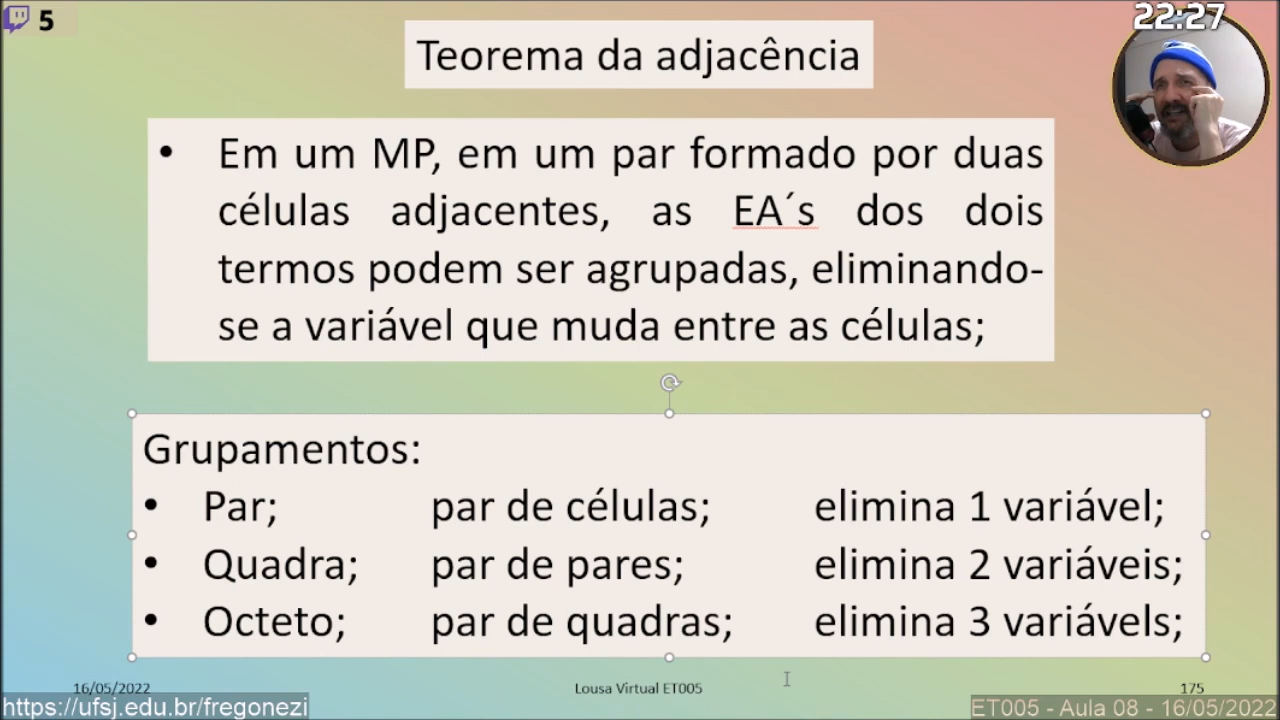 5
22:27
Teorema da adjacência
• Em um MP, em um par formado por duas
células adjacentes, as EA´s dos dois
termos podem ser agrupadas, eliminando-
se a variável que muda entre as células;
Grupamentos:
• Par; par de células; elimina 1 variável;
• Quadra; par de pares; elimina 2 variáveis;
• Octeto; par de quadras; elimina 3 variávels;
16/05/2022 Lousa Virtual ET005 175
https://ufsj.edu.br/fregonezi ET005 - Aula 08 - 16/05/2022